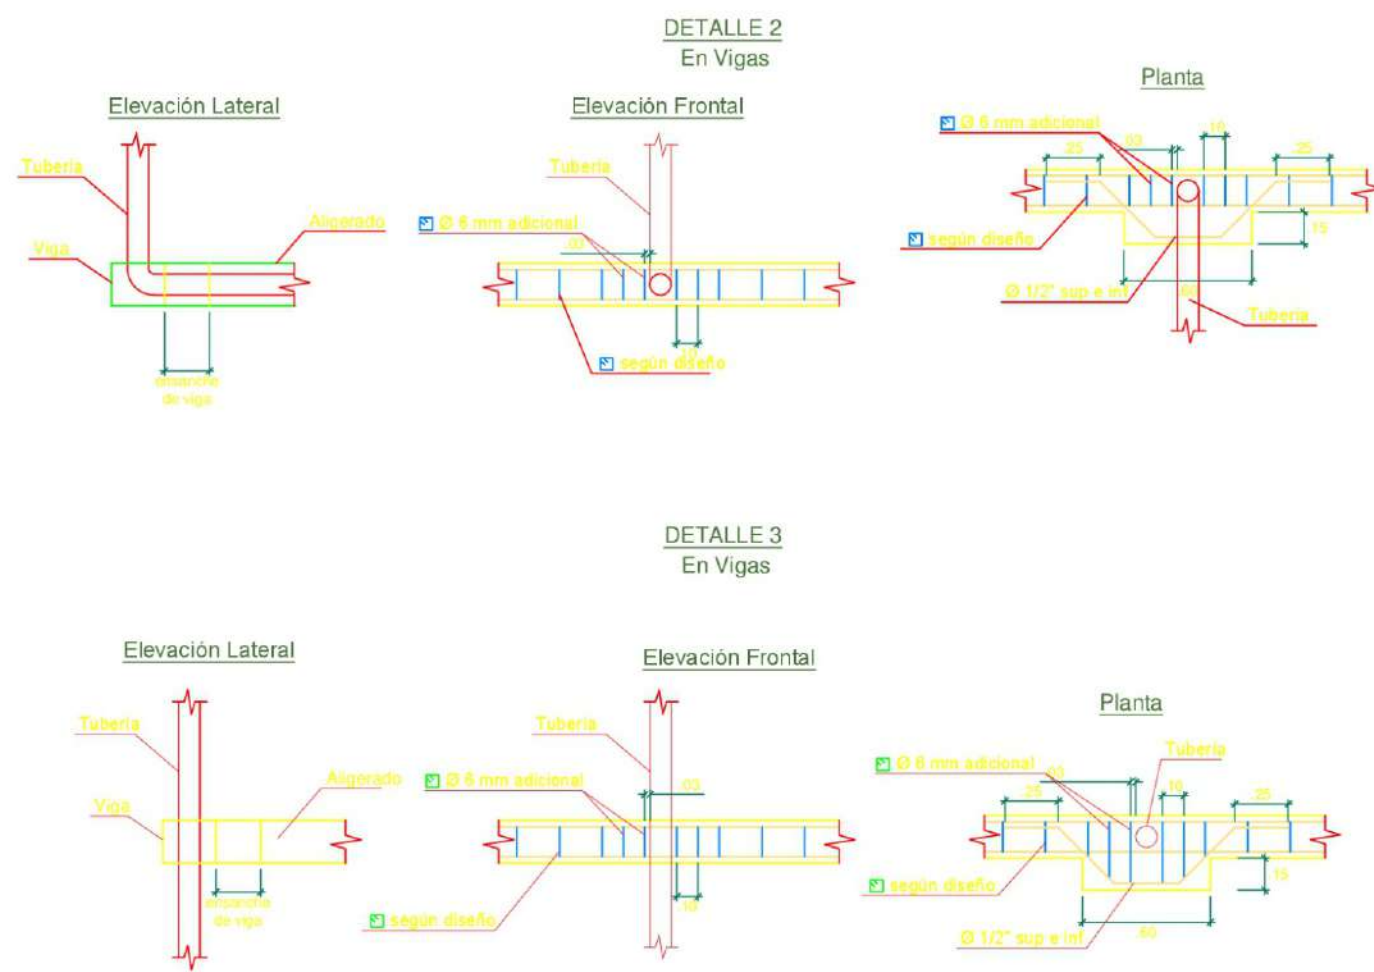 DETALLE 2
En Vigas
Elevación Lateral
Tubería
Aligerado
Viga
ensanche
de viga
Elevación Frontal
Tubería
Ø 6 mm adicional
.03
.10
según diseño
Planta
Ø 6 mm adicional
.03
.10
.25
.25
según diseño
.15
Ø 1/2" sup e inf
.60
Tubería
DETALLE 3
En Vigas
Elevación Lateral
Tubería
Aligerado
Viga
ensanche
de viga
Elevación Frontal
Tubería
Ø 6 mm adicional
.03
.10
según diseño
Planta
Tubería
Ø 6 mm adicional
.03
.25
.10
.25
según diseño
.15
Ø 1/2" sup e inf
.60